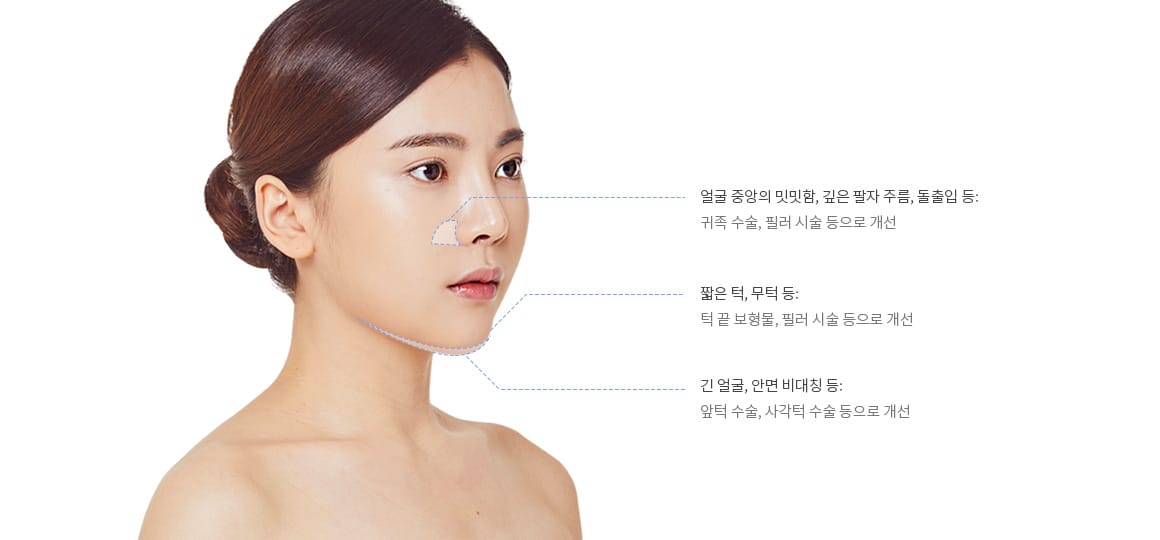 얼굴 중앙의 밋밋함, 깊은 팔자 주름, 돌출입 등:
귀족 수술, 필러 시술 등으로 개선
짧은 턱, 무턱 등:
턱 끝 보형물, 필러 시술 등으로 개선
긴 얼굴, 안면 비대칭 등:
앞턱 수술, 사각턱 수술 등으로 개선